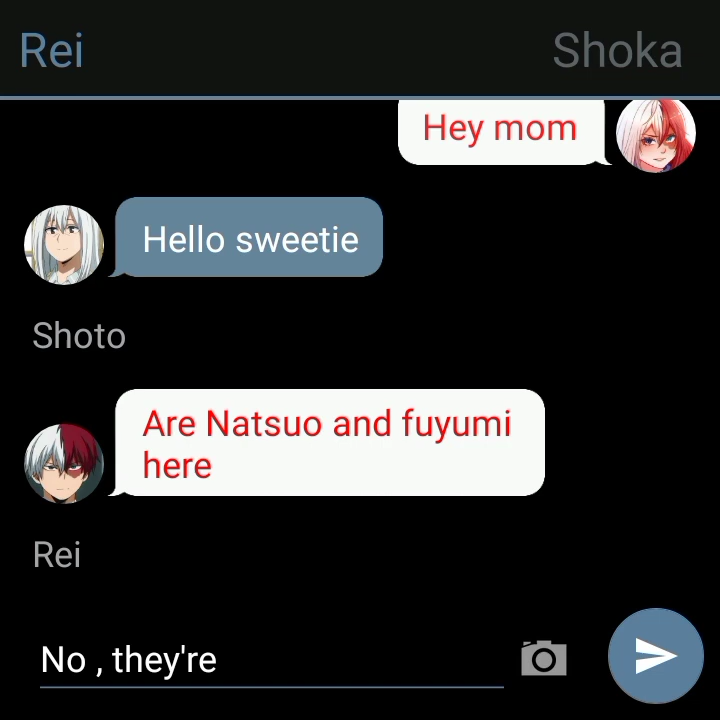 Rei
Shoka
Hey mom
Hello sweetie
Shoto
Are Natsuo and fuyumi
here
Rei
No , they're